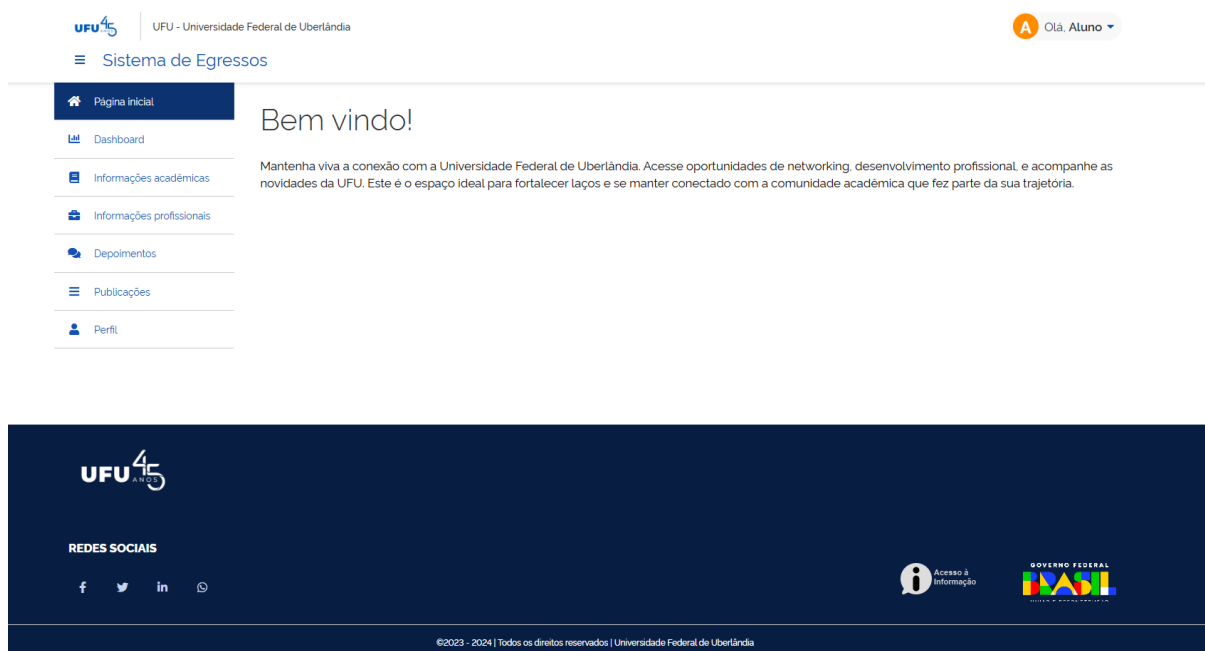 UFU 45 ANOS
UFU - Universidade Federal de Uberlândia
A Olá, Aluno
Sistema de Egressos
Página inicial
Dashboard
Informações acadêmicas
Informações profissionais
Depoimentos
Publicações
Perfil
Bem vindo!
Mantenha viva a conexão com a Universidade Federal de Uberlândia. Acesse oportunidades de networking, desenvolvimento profissional, e acompanhe as
novidades da UFU. Este é o espaço ideal para fortalecer laços e se manter conectado com a comunidade acadêmica que fez parte da sua trajetória.
UFU 45 ANOS
REDES SOCIAIS
Acesso à
Informação
GOVERNO FEDERAL
BRASIL
©2023 - 2024 | Todos os direitos reservados | Universidade Federal de Uberlândia